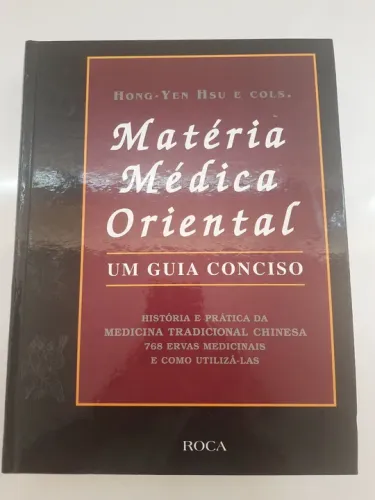 HONG-YEN HSU E COLS.
Matéria
Médica
Oriental
UM GUIA CONCISO
HISTÓRIA E PRÁTICA DA
MEDICINA TRADICIONAL CHINESA
768 ERVAS MEDICINAIS
E COMO UTILIZÁ-LAS
ROCA